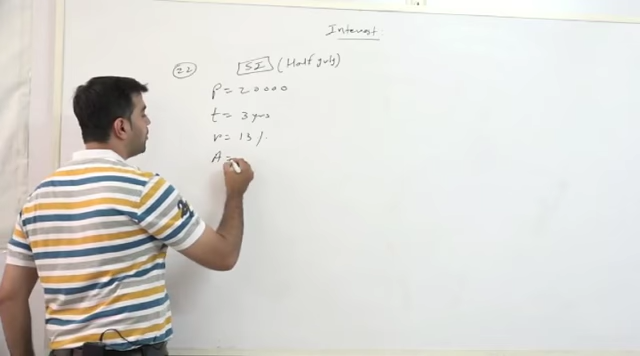 Interest
22 SI (Half yrly)
P = 20000
t = 3 yrs
r = 13 %
A =